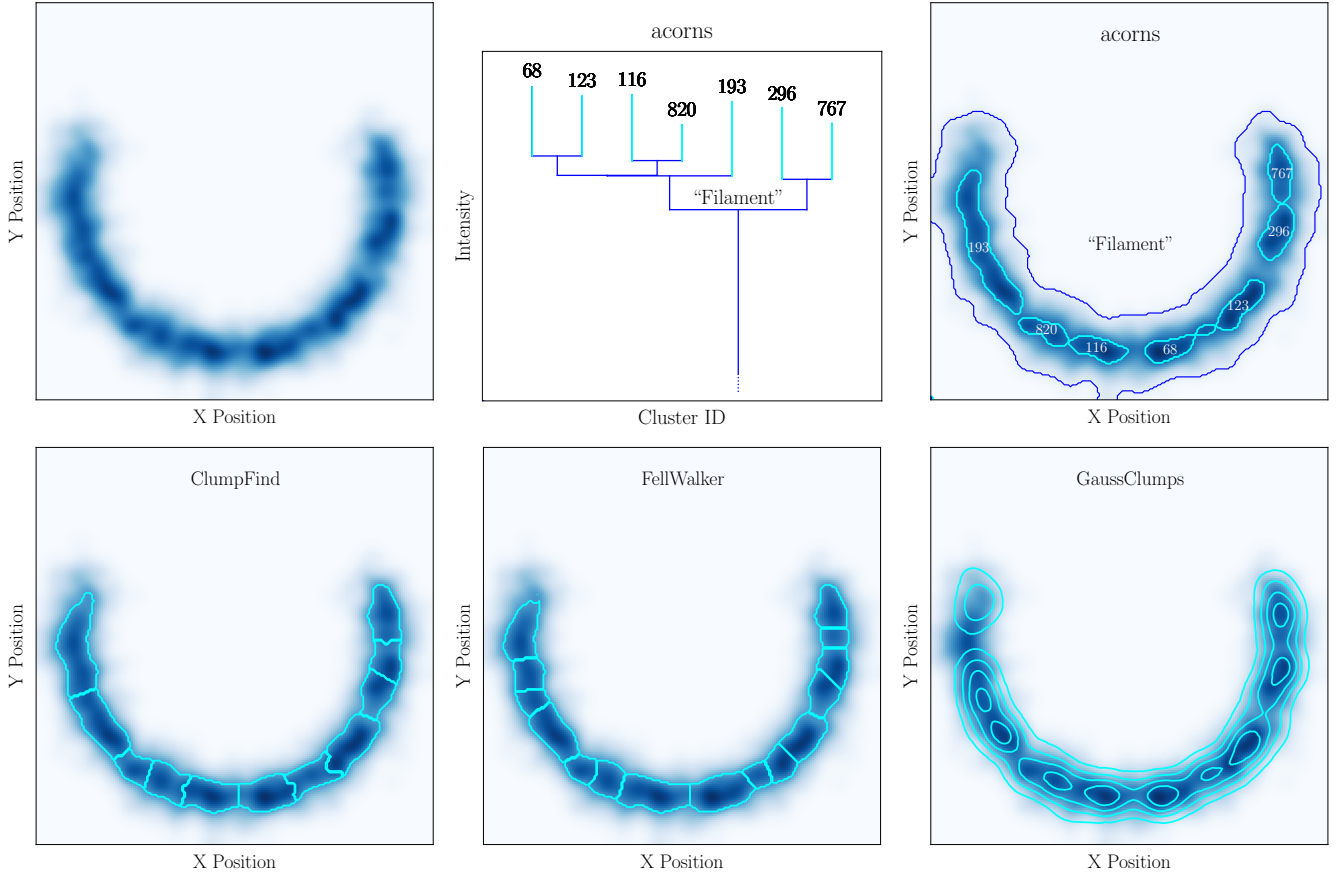 Y Position
X Position
acorns
68
123
116
820
193
296
767
“Filament”
Intensity
Cluster ID
acorns
767
296
“Filament”
193
123
820
116
68
Y Position
X Position
ClumpFind
Y Position
X Position
FellWalker
Y Position
X Position
GaussClumps
Y Position
X Position